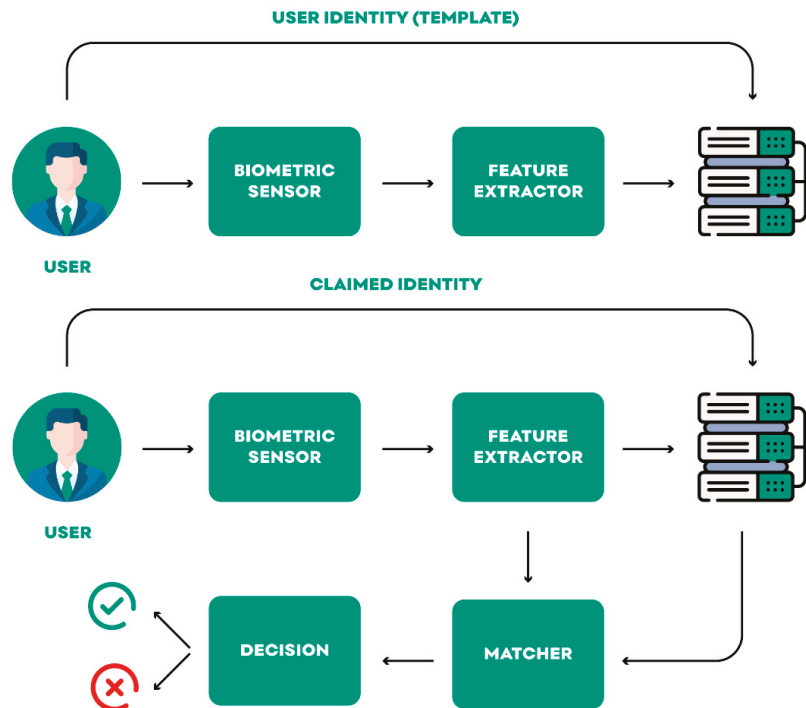 USER IDENTITY (TEMPLATE)
BIOMETRIC
SENSOR
FEATURE
EXTRACTOR
USER
CLAIMED IDENTITY
BIOMETRIC
SENSOR
FEATURE
EXTRACTOR
USER
DECISION
MATCHER